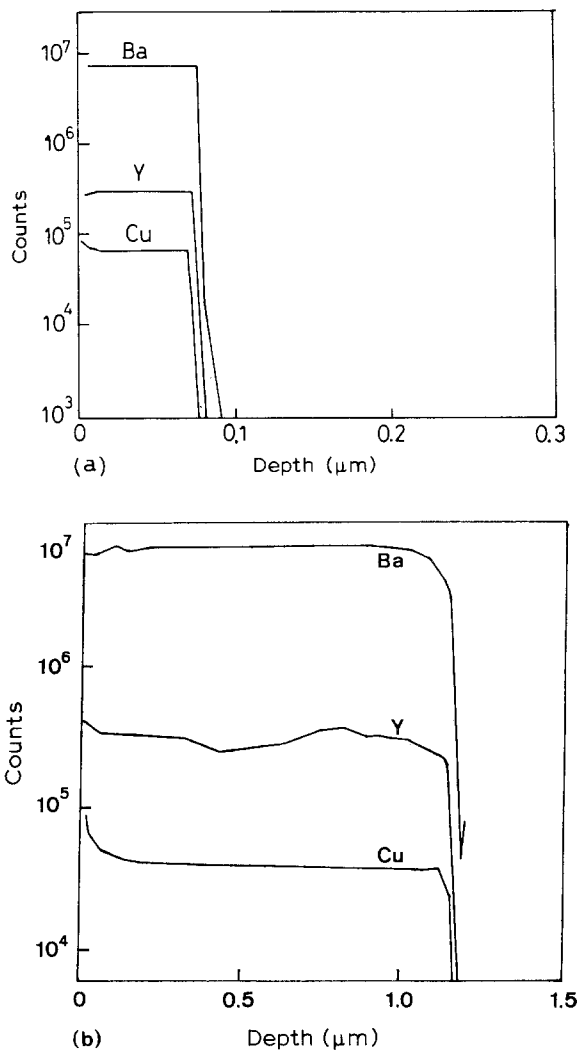 10⁷
Ba
10⁶
Y
10⁵
Cu
Counts
10⁴
10³
0
0.1
0.2
0.3
(a)
Depth (μm)
10⁷
Ba
10⁶
Y
Counts
10⁵
Cu
10⁴
0
0.5
1.0
1.5
(b)
Depth (μm)